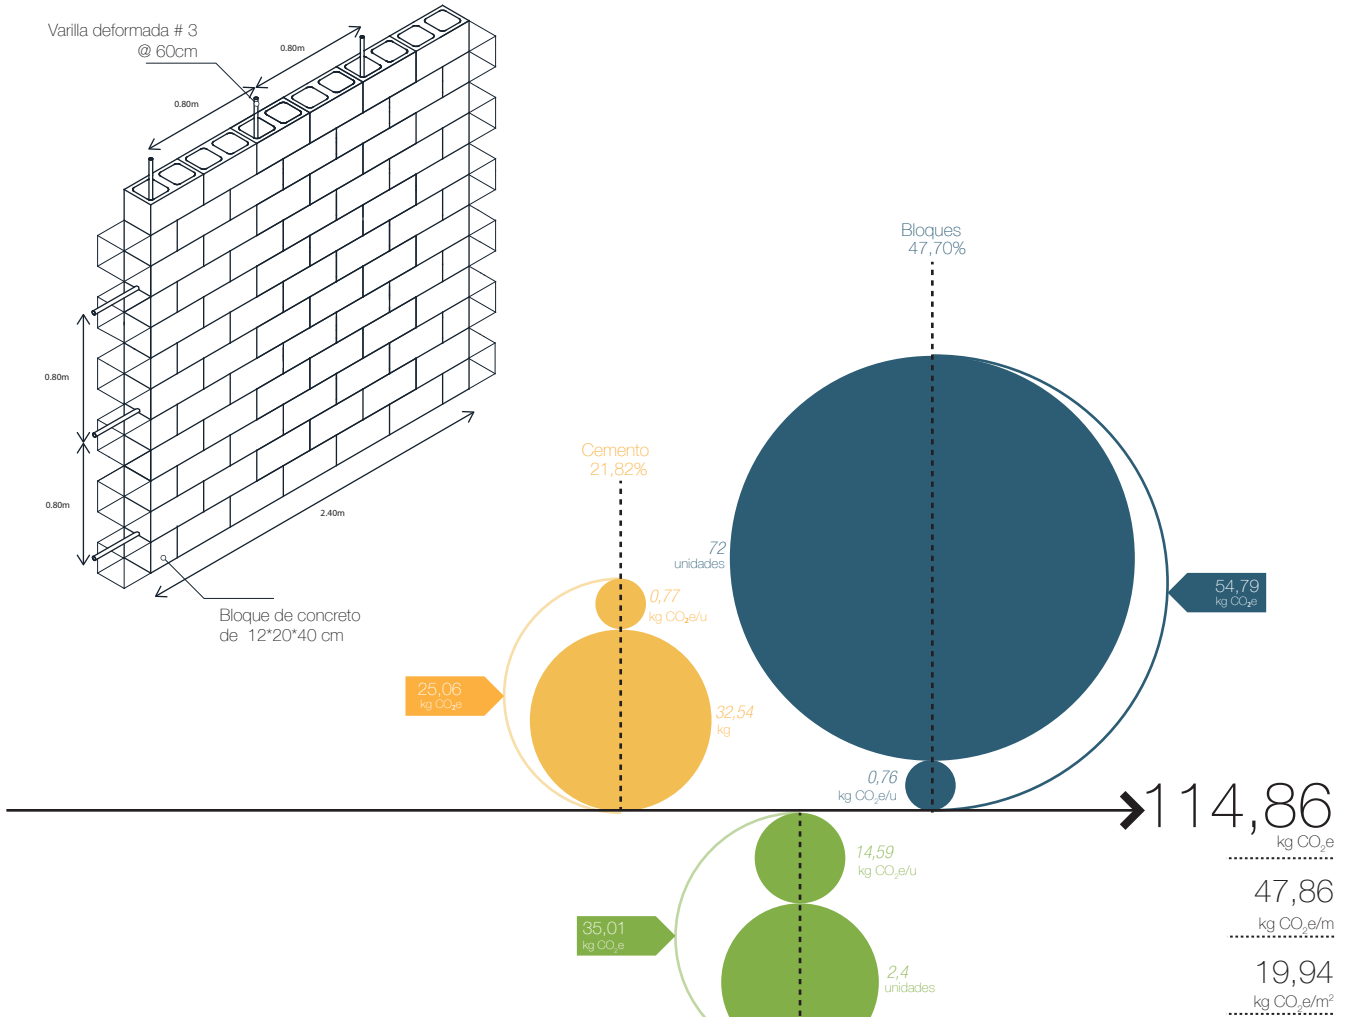 Varilla deformada # 3
@ 60cm
0.80m
0.80m
0.80m
0.80m
2.40m
Bloque de concreto
de 12*20*40 cm
Bloques
47,70%
72
unidades
54,79
kg CO₂e
0,76
kg CO₂e/u
Cemento
21,82%
0,77
kg CO₂e/u
25,06
kg CO₂e
32,54
kg
114,86
kg CO₂e
47,86
kg CO₂e/m
19,94
kg CO₂e/m²
14,59
kg CO₂e/u
35,01
kg CO₂e
2,4
unidades